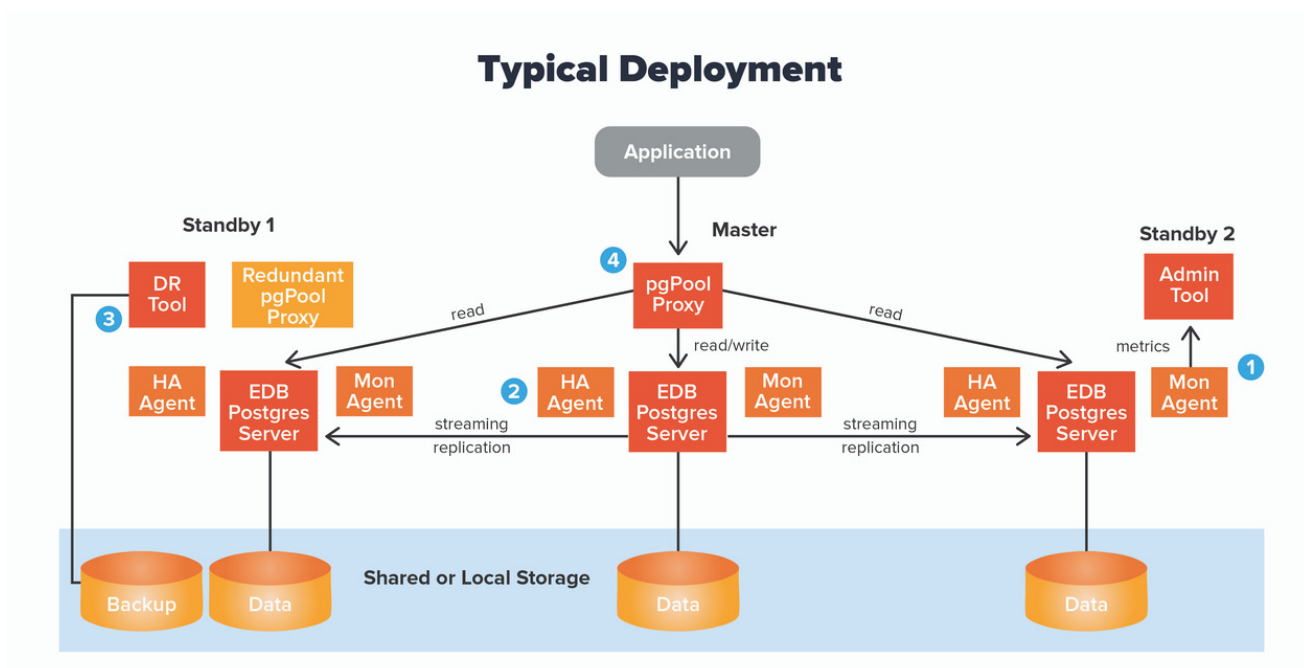 Typical Deployment
Application
Standby 1
Master
Standby 2
DR
Tool
3
Redundant
pgPool
Proxy
4
pgPool
Proxy
Admin
Tool
read
read/write
read
metrics
1
HA
Agent
EDB
Postgres
Server
Mon
Agent
2
HA
Agent
EDB
Postgres
Server
Mon
Agent
HA
Agent
EDB
Postgres
Server
Mon
Agent
streaming
replication
streaming
replication
Shared or Local Storage
Backup
Data
Data
Data